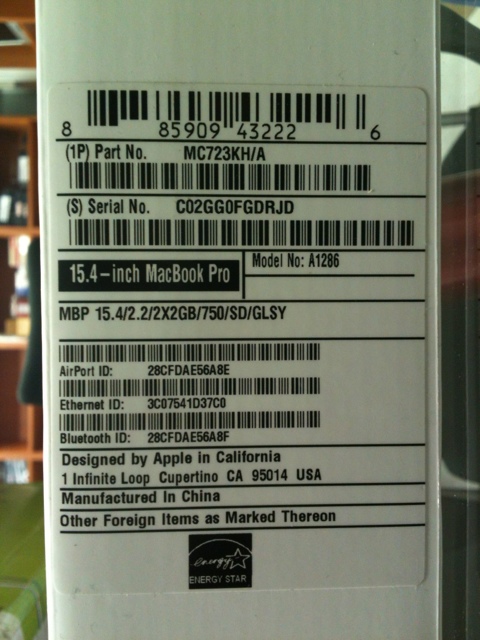 8 85909 43222 6
(1P) Part No. MC723KH/A
(S) Serial No. C02GG0FGDRJD
15.4-inch MacBook Pro
Model No: A1286
MBP 15.4/2.2/2X2GB/750/SD/GLSY
AirPort ID: 28CFDAE56A8E
Ethernet ID: 3C07541D37C0
Bluetooth ID: 28CFDAE56A8F
Designed by Apple in California
1 Infinite Loop Cupertino CA 95014 USA
Manufactured In China
Other Foreign Items as Marked Thereon
energy
ENERGY STAR